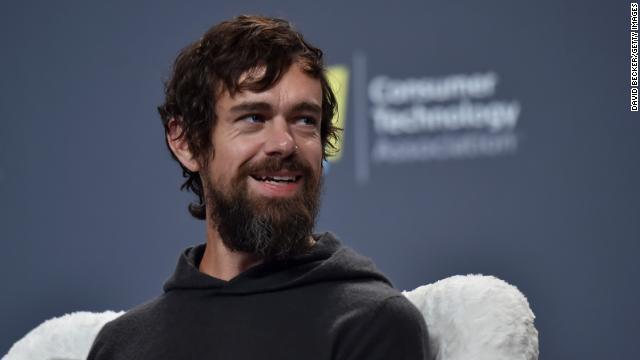 Consumer
Technology
Association
DAVID BECKER/GETTY IMAGES